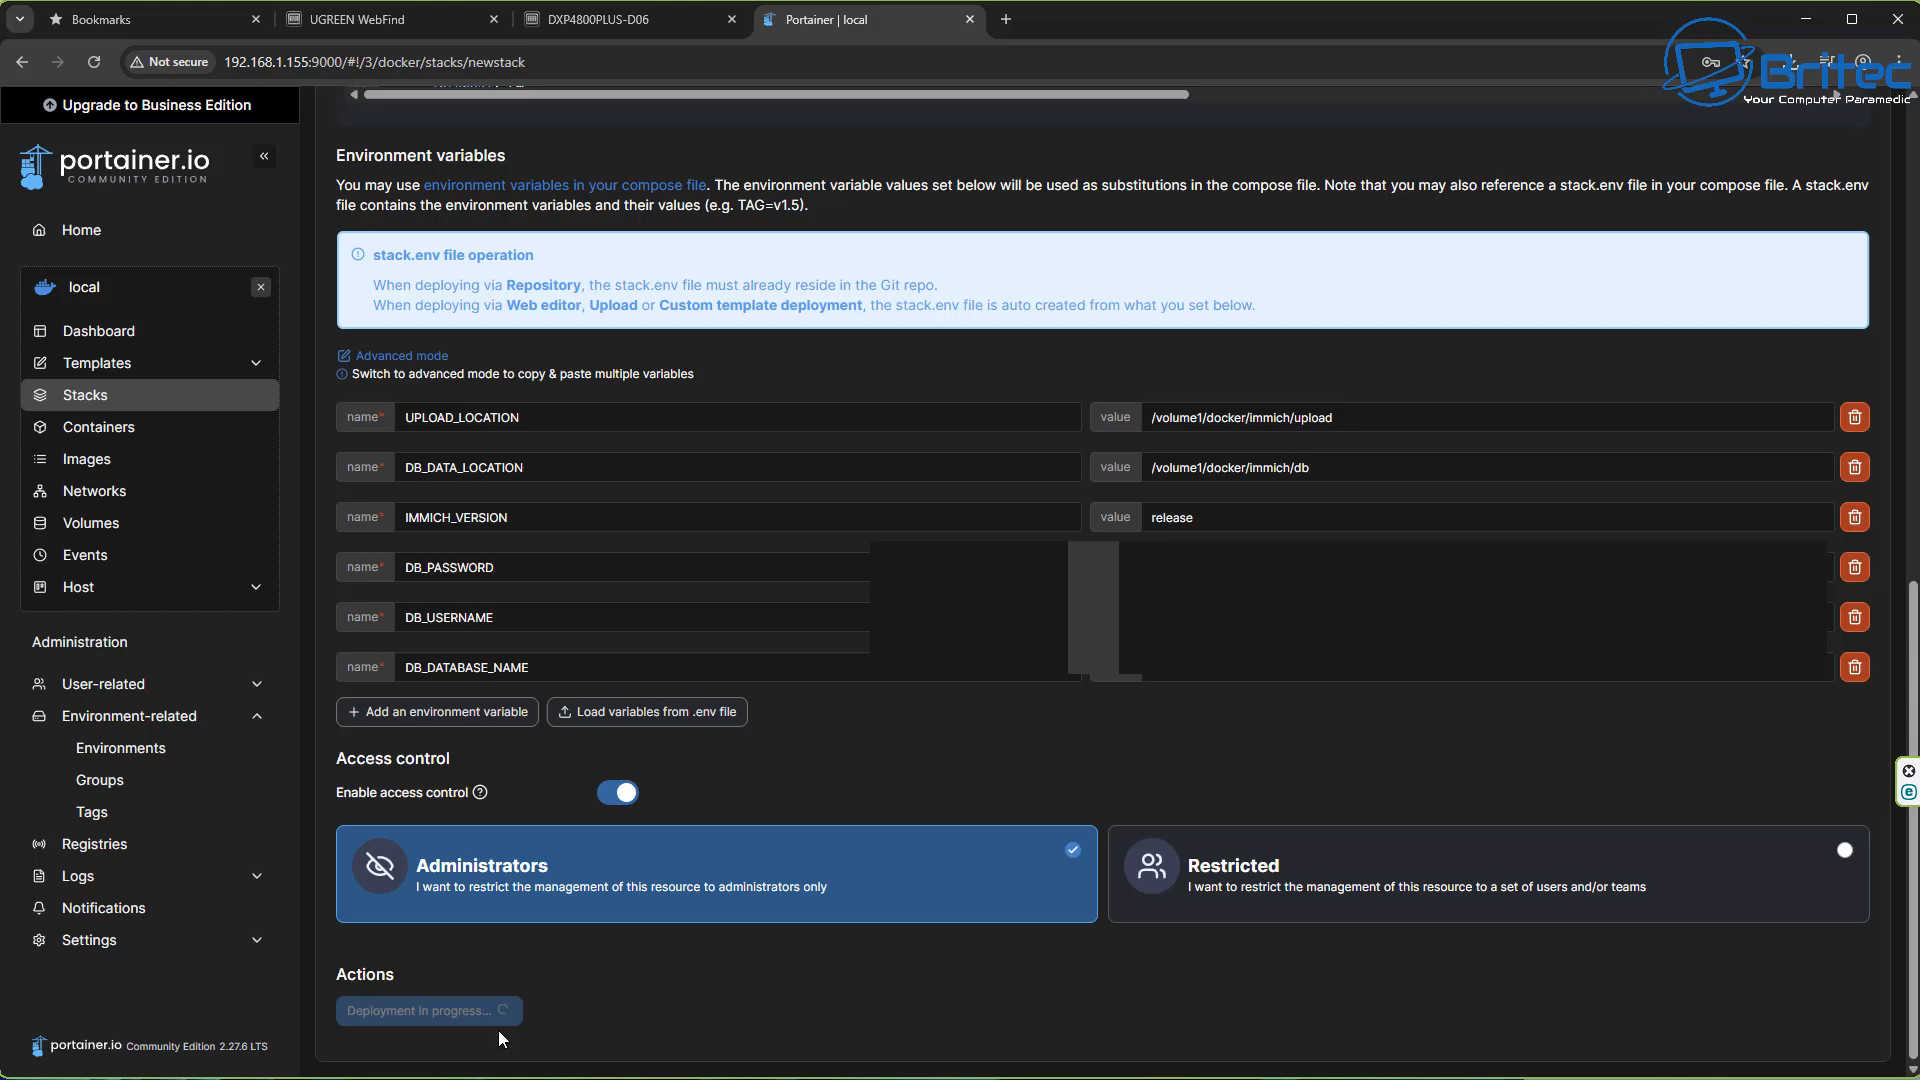 Bookmarks
UGREEN WebFind
DXP4800PLUS-D06
Portainer | local
Not secure
192.168.1.155:9000/#!/3/docker/stacks/newstack
Britec
Your Computer Paramedic
Upgrade to Business Edition
portainer.io
COMMUNITY EDITION
Home
local
Dashboard
Templates
Stacks
Containers
Images
Networks
Volumes
Events
Host
Administration
User-related
Environment-related
Environments
Groups
Tags
Registries
Logs
Notifications
Settings
portainer.io Community Edition 2.27.6 LTS
Environment variables
You may use environment variables in your compose file. The environment variable values set below will be used as substitutions in the compose file. Note that you may also reference a stack.env file in your compose file. A stack.env
file contains the environment variables and their values (e.g. TAG=v1.5).
stack.env file operation
When deploying via Repository, the stack.env file must already reside in the Git repo.
When deploying via Web editor, Upload or Custom template deployment, the stack.env file is auto created from what you set below.
Advanced mode
Switch to advanced mode to copy & paste multiple variables
name* UPLOAD_LOCATION value /volume1/docker/immich/upload
name* DB_DATA_LOCATION value /volume1/docker/immich/db
name* IMMICH_VERSION value release
name* DB_PASSWORD
name* DB_USERNAME
name* DB_DATABASE_NAME
Add an environment variable
Load variables from .env file
Access control
Enable access control
Administrators
I want to restrict the management of this resource to administrators only
Restricted
I want to restrict the management of this resource to a set of users and/or teams
Actions
Deployment in progress...